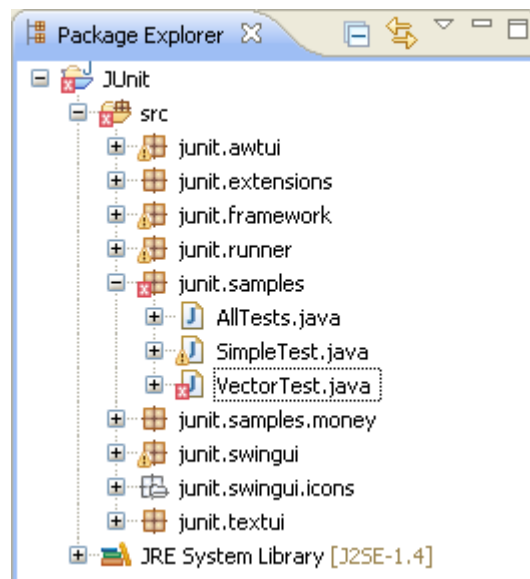 Package Explorer
JUnit
src
junit.awtui
junit.extensions
junit.framework
junit.runner
junit.samples
AllTests.java
SimpleTest.java
VectorTest.java
junit.samples.money
junit.swingui
junit.swingui.icons
junit.textui
JRE System Library [J2SE-1.4]